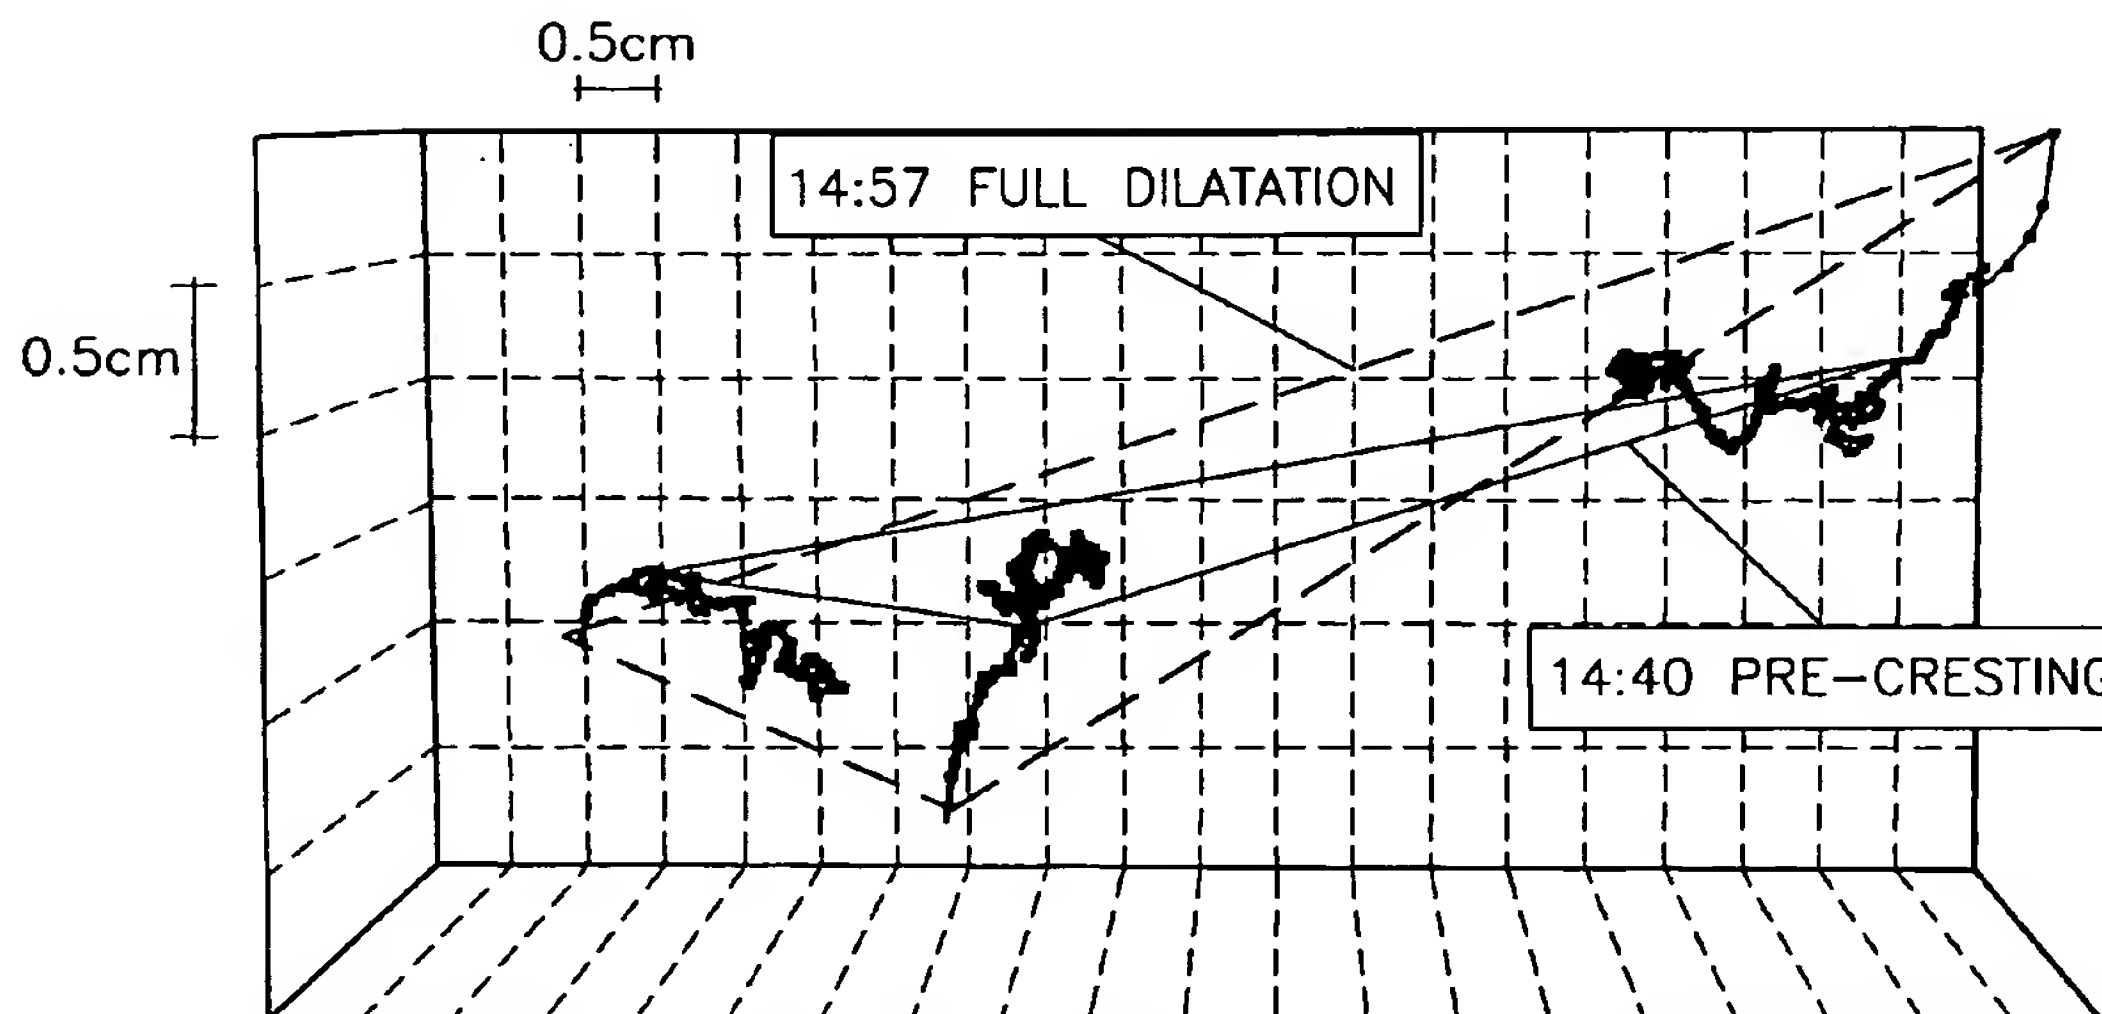 0.5cm
14:57 FULL DILATATION
0.5cm
14:40 PRE-CRESTING